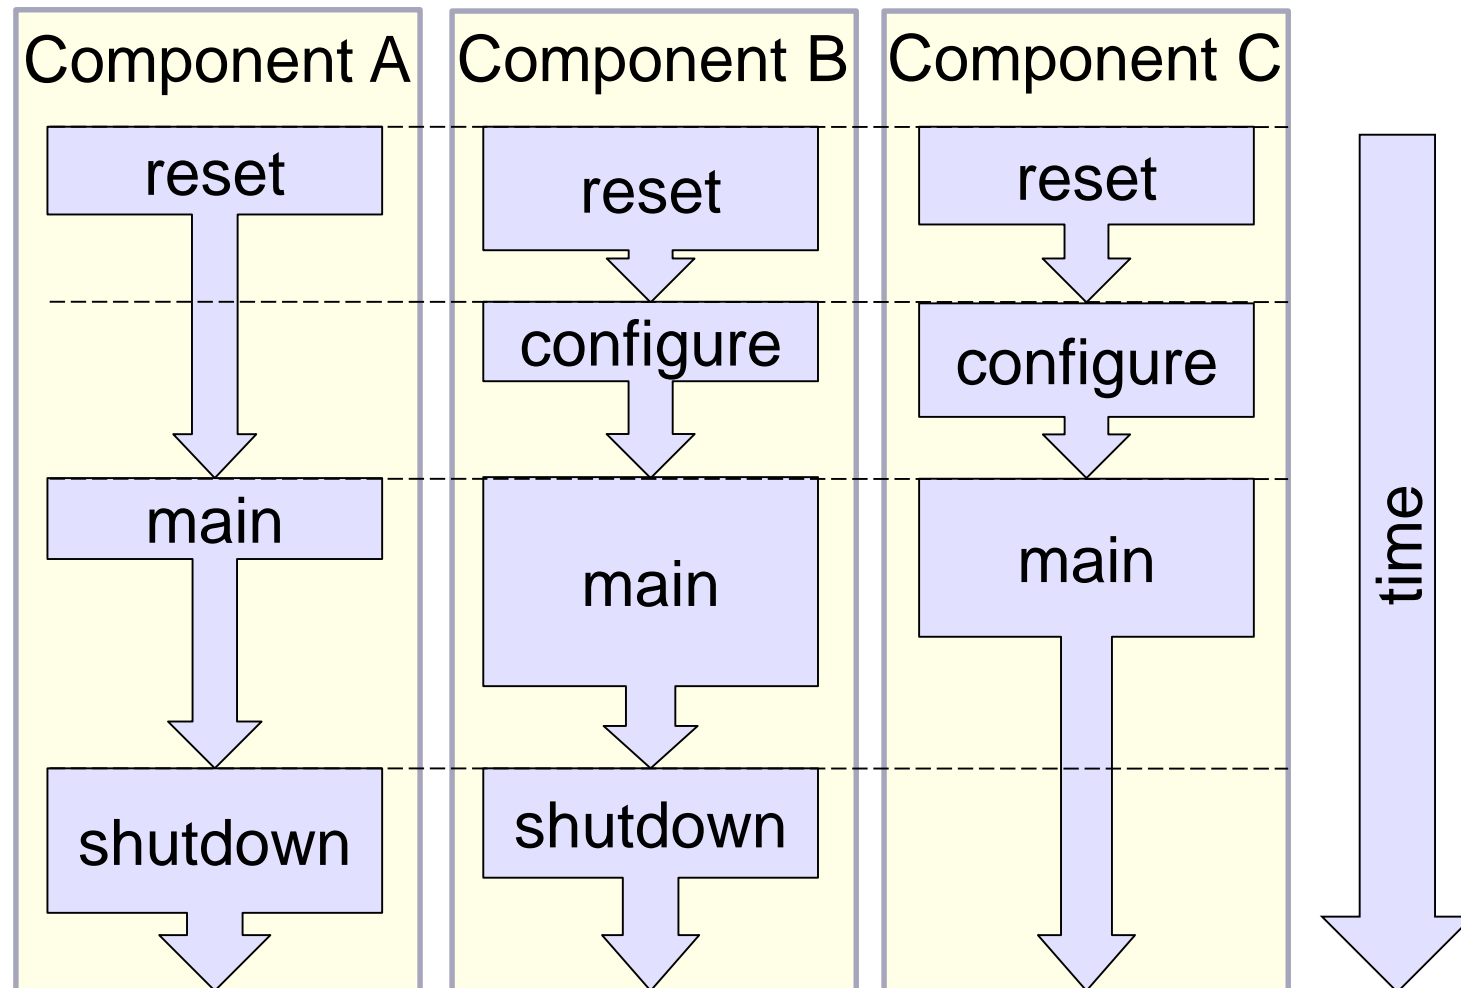 Component A
reset
main
shutdown
Component B
reset
configure
main
shutdown
Component C
reset
configure
main
time